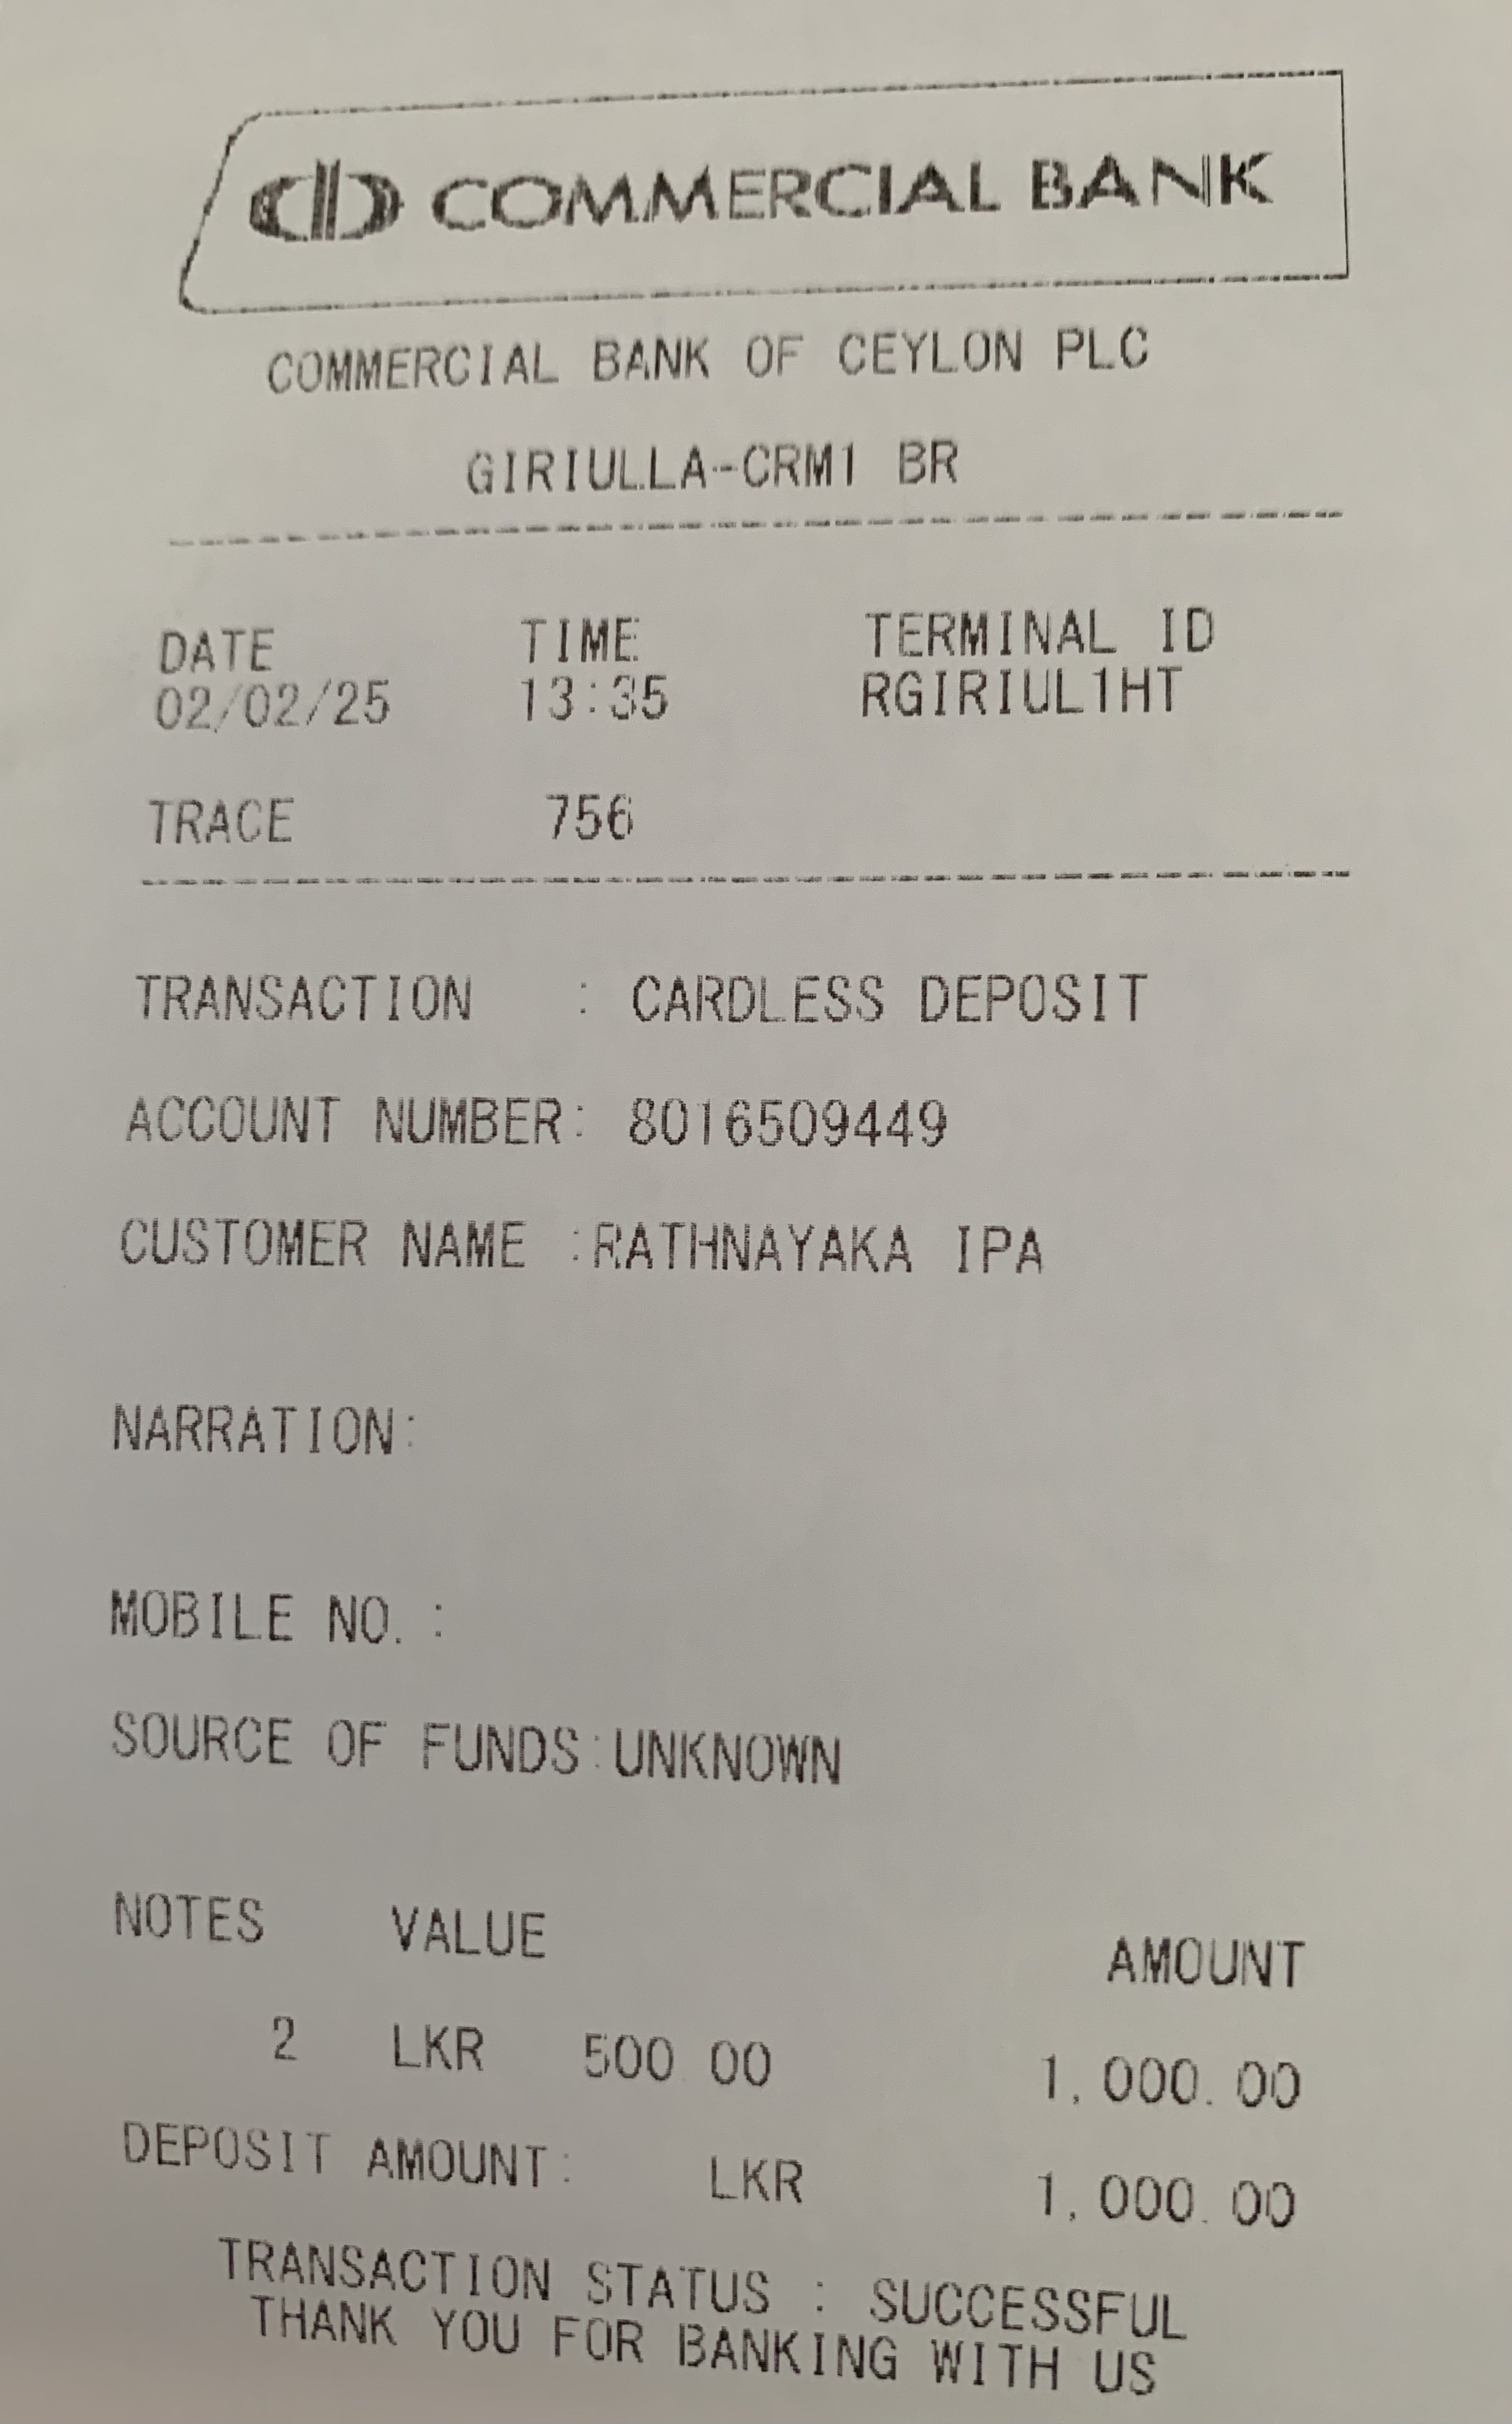 COMMERCIAL BANK
COMMERCIAL BANK OF CEYLON PLC
GIRIULLA-CRM1 BR
DATE TIME TERMINAL ID
02/02/25 13:35 RGIRIUL1HT
TRACE 756
TRANSACTION : CARDLESS DEPOSIT
ACCOUNT NUMBER: 8016509449
CUSTOMER NAME :RATHNAYAKA IPA
NARRATION:
MOBILE NO. :
SOURCE OF FUNDS:UNKNOWN
NOTES VALUE AMOUNT
2 LKR 500.00 1,000.00
DEPOSIT AMOUNT: LKR 1,000.00
TRANSACTION STATUS : SUCCESSFUL
THANK YOU FOR BANKING WITH US